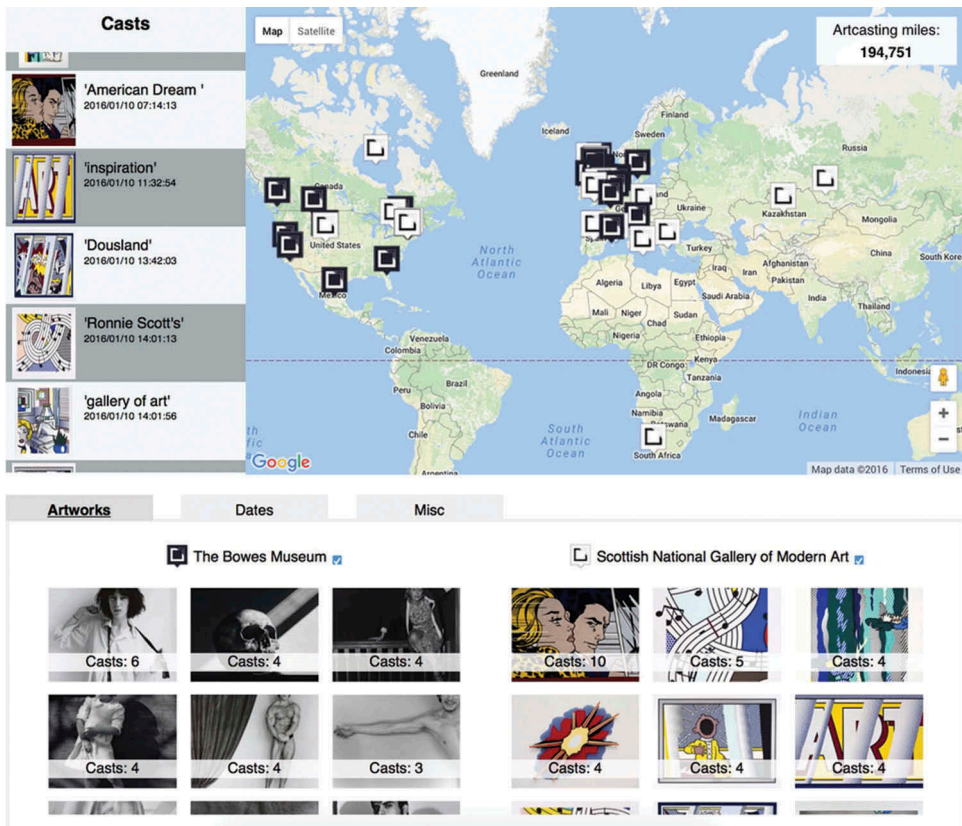 Casts
'American Dream '
2016/01/10 07:14:13
'inspiration'
2016/01/10 11:32:54
'Dousland'
2016/01/10 13:42:03
'Ronnie Scott's'
2016/01/10 14:01:13
'gallery of art'
2016/01/10 14:01:56
Map
Satellite
Artcasting miles:
194,751
Greenland
Iceland
Finland
Sweden
Russia
Canada
Ukraine
Kazakhstan
Mongolia
United States
North
Atlantic
Ocean
Turkey
China
South Kore
Afghanistan
Iraq
Iran
Pakistan
Algeria
Libya
Egypt
Saudi Arabia
India
Thailand
Mali
Niger
Chad
Sudan
Nigeria
Ethiopia
Venezuela
Colombia
DR Congo
Kenya
Tanzania
Indonesia
Peru
Brazil
Angola
Bolivia
Namibia
Madagascar
Indian
Ocean
Chile
South
Atlantic
Ocean
South Africa
Argentina
Google
Map data ©2016
Terms of Use
Artworks
Dates
Misc
The Bowes Museum
Scottish National Gallery of Modern Art
Casts: 6
Casts: 4
Casts: 4
Casts: 10
Casts: 5
Casts: 4
Casts: 4
Casts: 4
Casts: 3
Casts: 4
Casts: 4
ART
Casts: 4